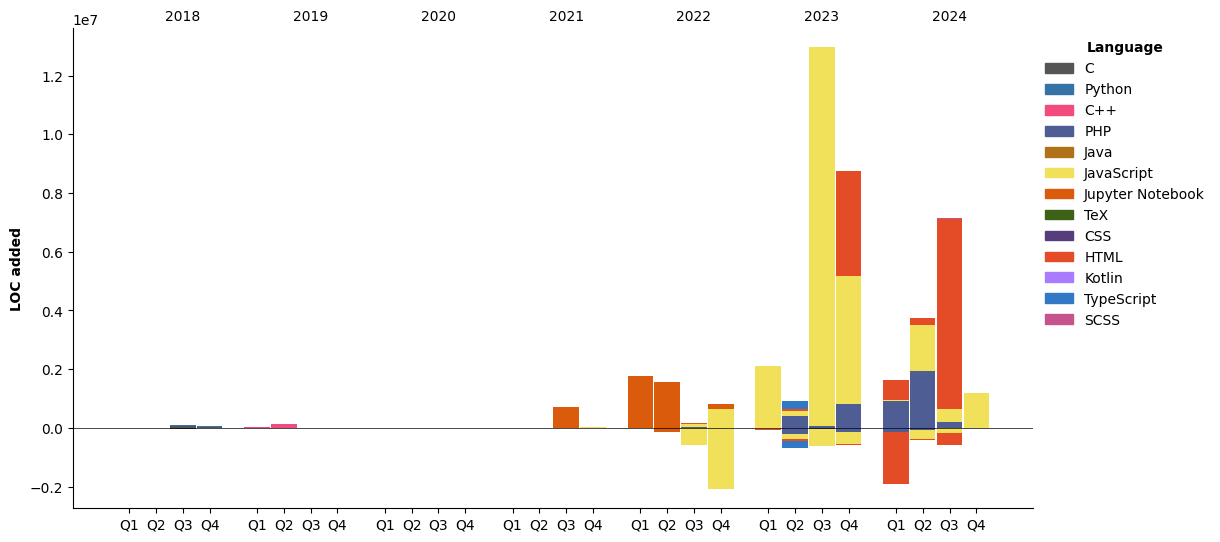 1e7
2018 2019 2020 2021 2022 2023 2024
Language
C
Python
C++
PHP
Java
JavaScript
Jupyter Notebook
TeX
CSS
HTML
Kotlin
TypeScript
SCSS
LOC added
1.2
1.0
0.8
0.6
0.4
0.2
0.0
−0.2
Q1 Q2 Q3 Q4 Q1 Q2 Q3 Q4 Q1 Q2 Q3 Q4 Q1 Q2 Q3 Q4 Q1 Q2 Q3 Q4 Q1 Q2 Q3 Q4 Q1 Q2 Q3 Q4